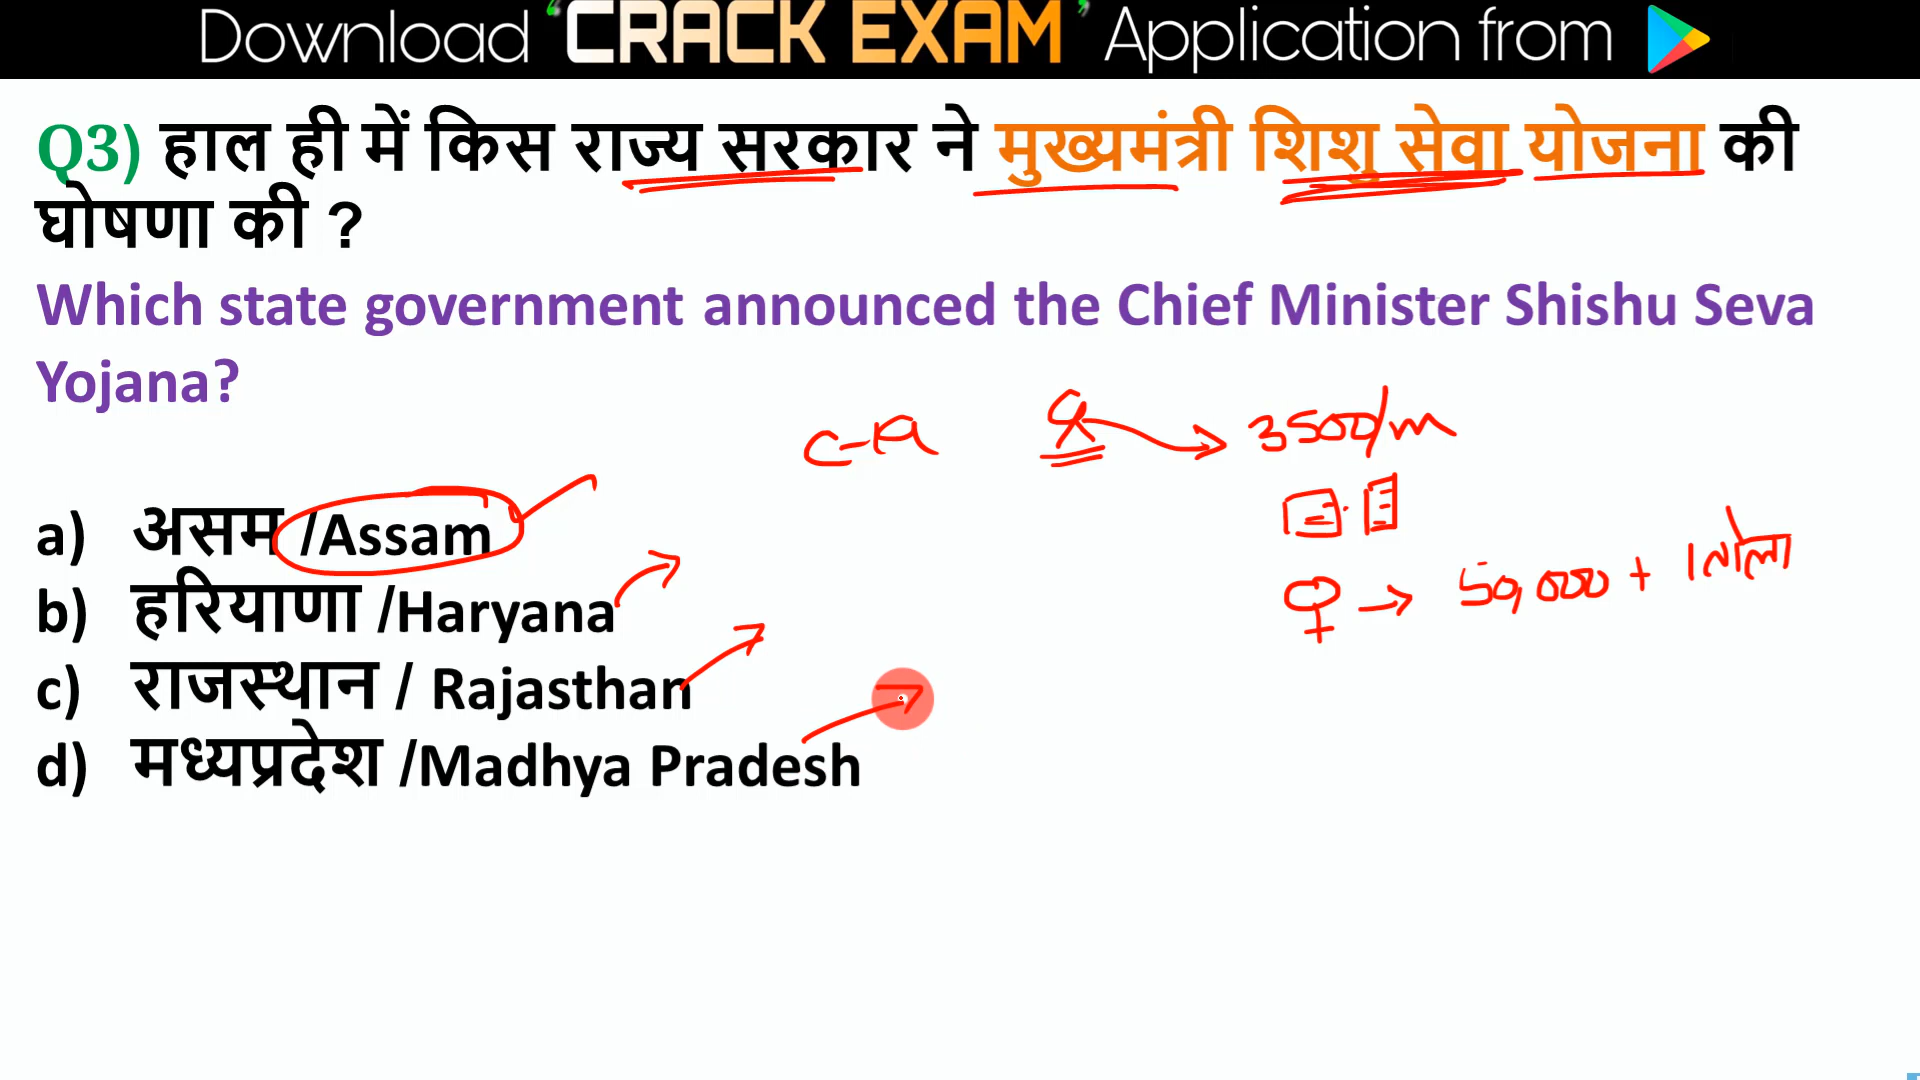 Download ‘CRACK EXAM’ Application from
Q3) हाल ही में किस राज्य सरकार ने मुख्यमंत्री शिशु सेवा योजना की
घोषणा की ?
Which state government announced the Chief Minister Shishu Seva
Yojana?
3500/m
50,000 + 1 तोला
a) असम /Assam
b) हरियाणा /Haryana
c) राजस्थान / Rajasthan
d) मध्यप्रदेश /Madhya Pradesh